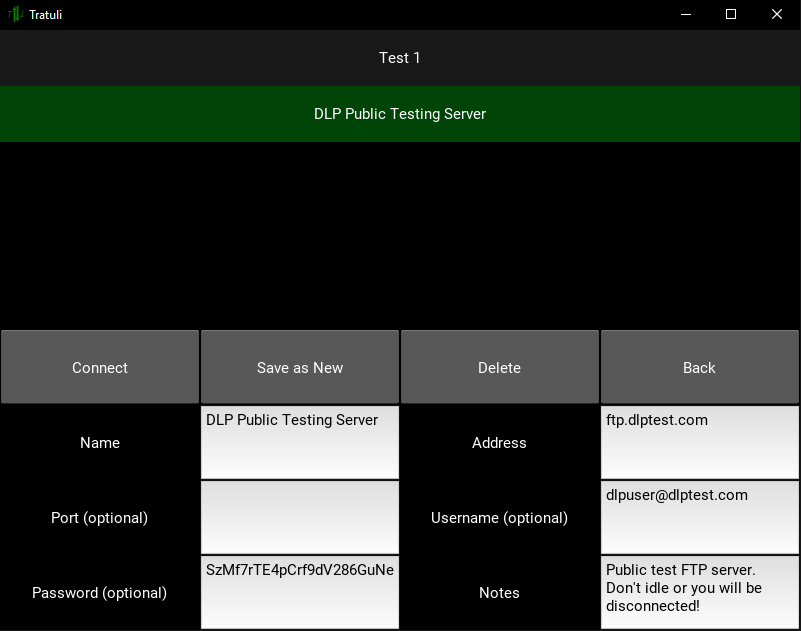 Tratuli
Test 1
DLP Public Testing Server
Connect
Save as New
Delete
Back
Name
DLP Public Testing Server
Address
ftp.dlptest.com
Port (optional)
Username (optional)
dlpuser@dlptest.com
Password (optional)
SzMf7rTE4pCrf9dV286GuNe
Notes
Public test FTP server.
Don't idle or you will be
disconnected!